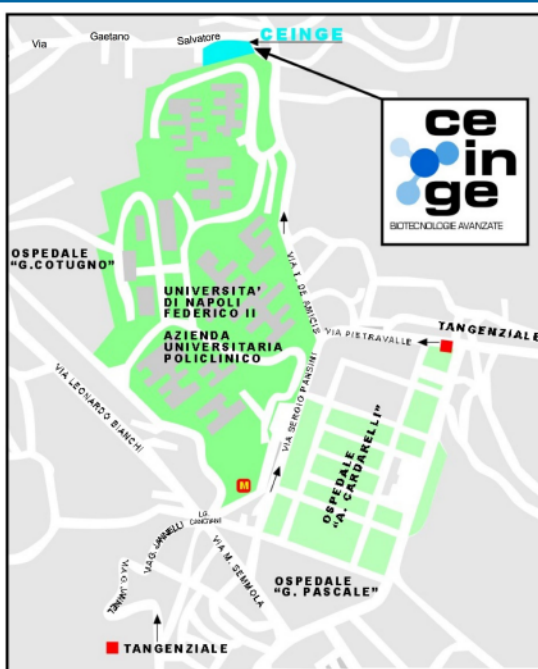 Via Gaetano Salvatore
CEINGE
ce
in
ge
BIOTECNOLOGIE AVANZATE
OSPEDALE
"G.COTUGNO"
UNIVERSITA'
DI NAPOLI
FEDERICO II
AZIENDA
UNIVERSITARIA
POLICLINICO
VIA T. DE AMICIS
VIA PIETRAVALLE
TANGENZIALE
VIA LEONARDO BIANCHI
VIA SERGIO PANSINI
OSPEDALE
"A. CARDARELLI"
M
LG.
VIA G. JANNELLI
VIA M. SEMMOLA
OSPEDALE
"G. PASCALE"
TANGENZIALE